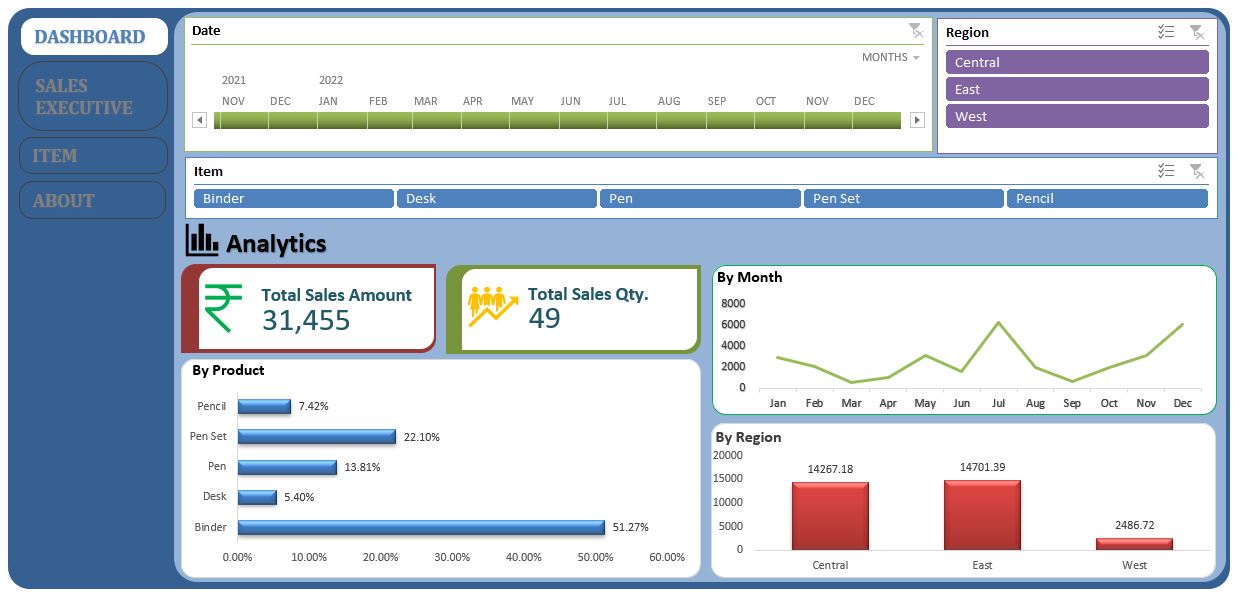 DASHBOARD
SALES
EXECUTIVE
ITEM
ABOUT
Date
MONTHS
2021 2022
NOV DEC JAN FEB MAR APR MAY JUN JUL AUG SEP OCT NOV DEC
Region
Central
East
West
Item
Binder Desk Pen Pen Set Pencil
Analytics
Total Sales Amount
31,455
Total Sales Qty.
49
By Month
8000
6000
4000
2000
0
Jan Feb Mar Apr May Jun Jul Aug Sep Oct Nov Dec
By Product
Pencil 7.42%
Pen Set 22.10%
Pen 13.81%
Desk 5.40%
Binder 51.27%
0.00% 10.00% 20.00% 30.00% 40.00% 50.00% 60.00%
By Region
20000
15000
10000
5000
0
14267.18 14701.39 2486.72
Central East West